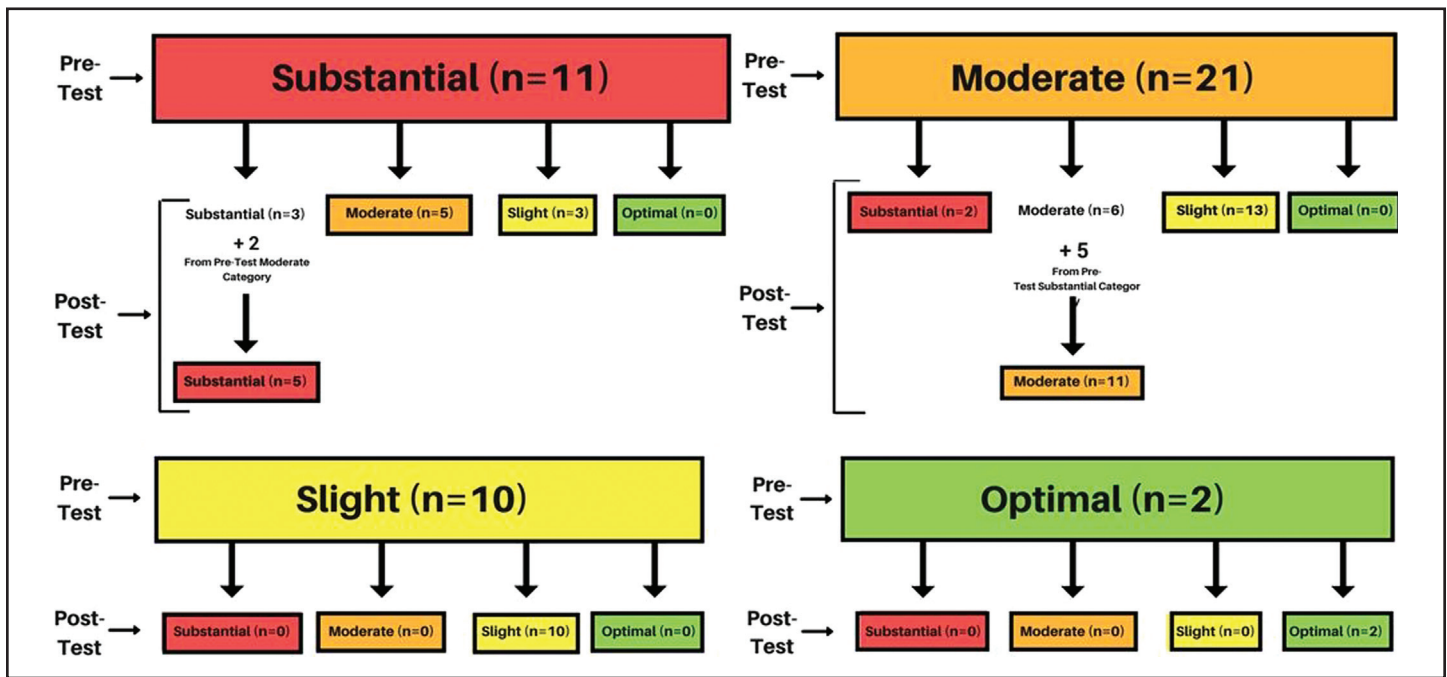 Pre-
Test
Substantial (n=11)
Substantial (n=3)
Moderate (n=5)
Slight (n=3)
Optimal (n=0)
+ 2
From Pre-Test Moderate
Category
Post-
Test
Substantial (n=5)
Pre-
Test
Moderate (n=21)
Substantial (n=2)
Moderate (n=6)
Slight (n=13)
Optimal (n=0)
+ 5
From Pre-
Test Substantial Categor
y
Post-
Test
Moderate (n=11)
Pre-
Test
Slight (n=10)
Post-
Test
Substantial (n=0)
Moderate (n=0)
Slight (n=10)
Optimal (n=0)
Pre-
Test
Optimal (n=2)
Post-
Test
Substantial (n=0)
Moderate (n=0)
Slight (n=0)
Optimal (n=2)